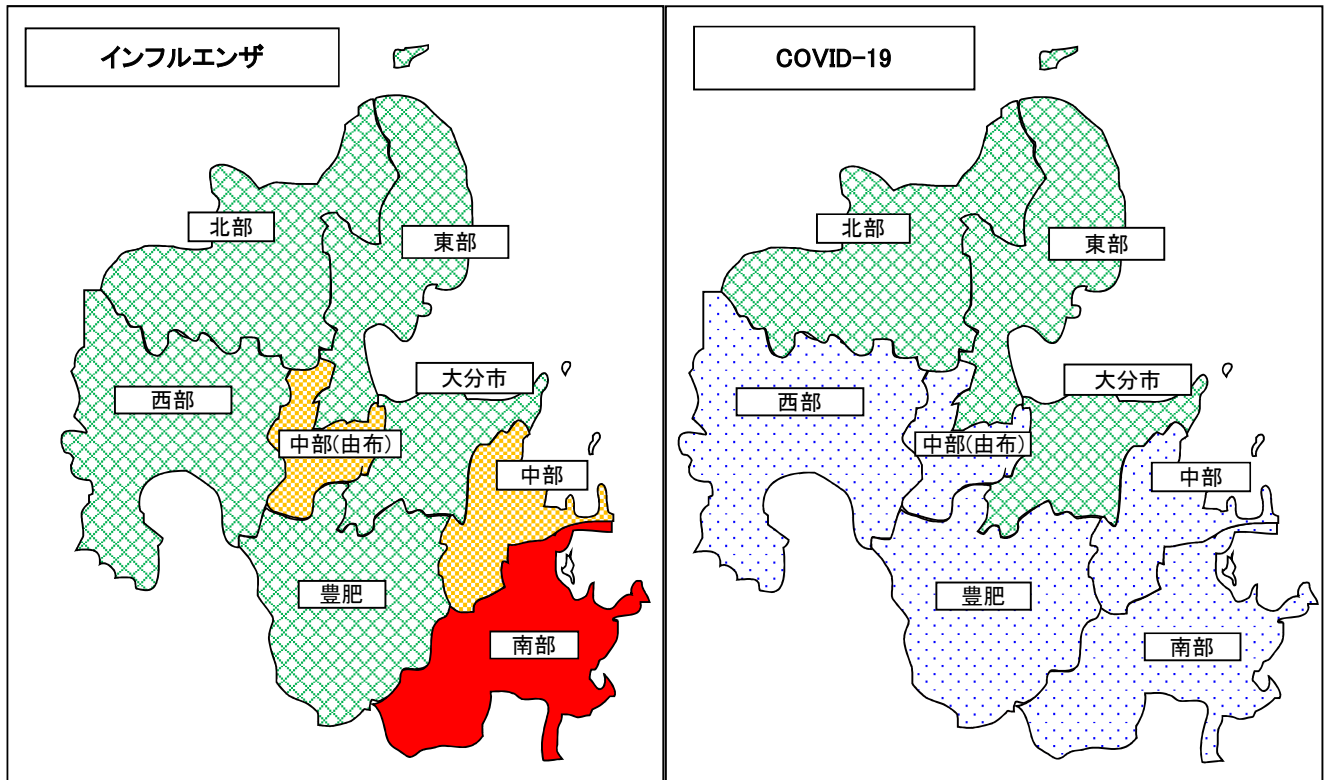 インフルエンザ
北部
東部
大分市
西部
中部(由布)
中部
豊肥
南部
COVID-19
北部
東部
大分市
西部
中部(由布)
中部
豊肥
南部